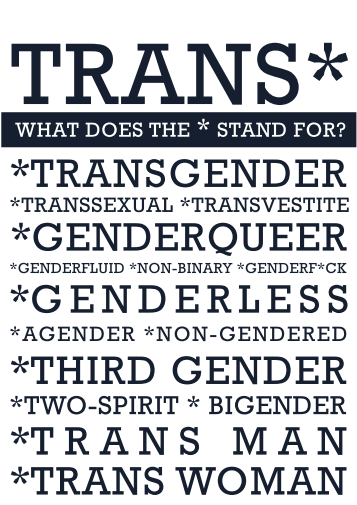 TRANS*
WHAT DOES THE * STAND FOR?
*TRANSGENDER
*TRANSSEXUAL *TRANSVESTITE
*GENDERQUEER
*GENDERFLUID *NON-BINARY *GENDERF*CK
*GENDERLESS
*AGENDER *NON-GENDERED
*THIRD GENDER
*TWO-SPIRIT * BIGENDER
*TRANS MAN
*TRANS WOMAN